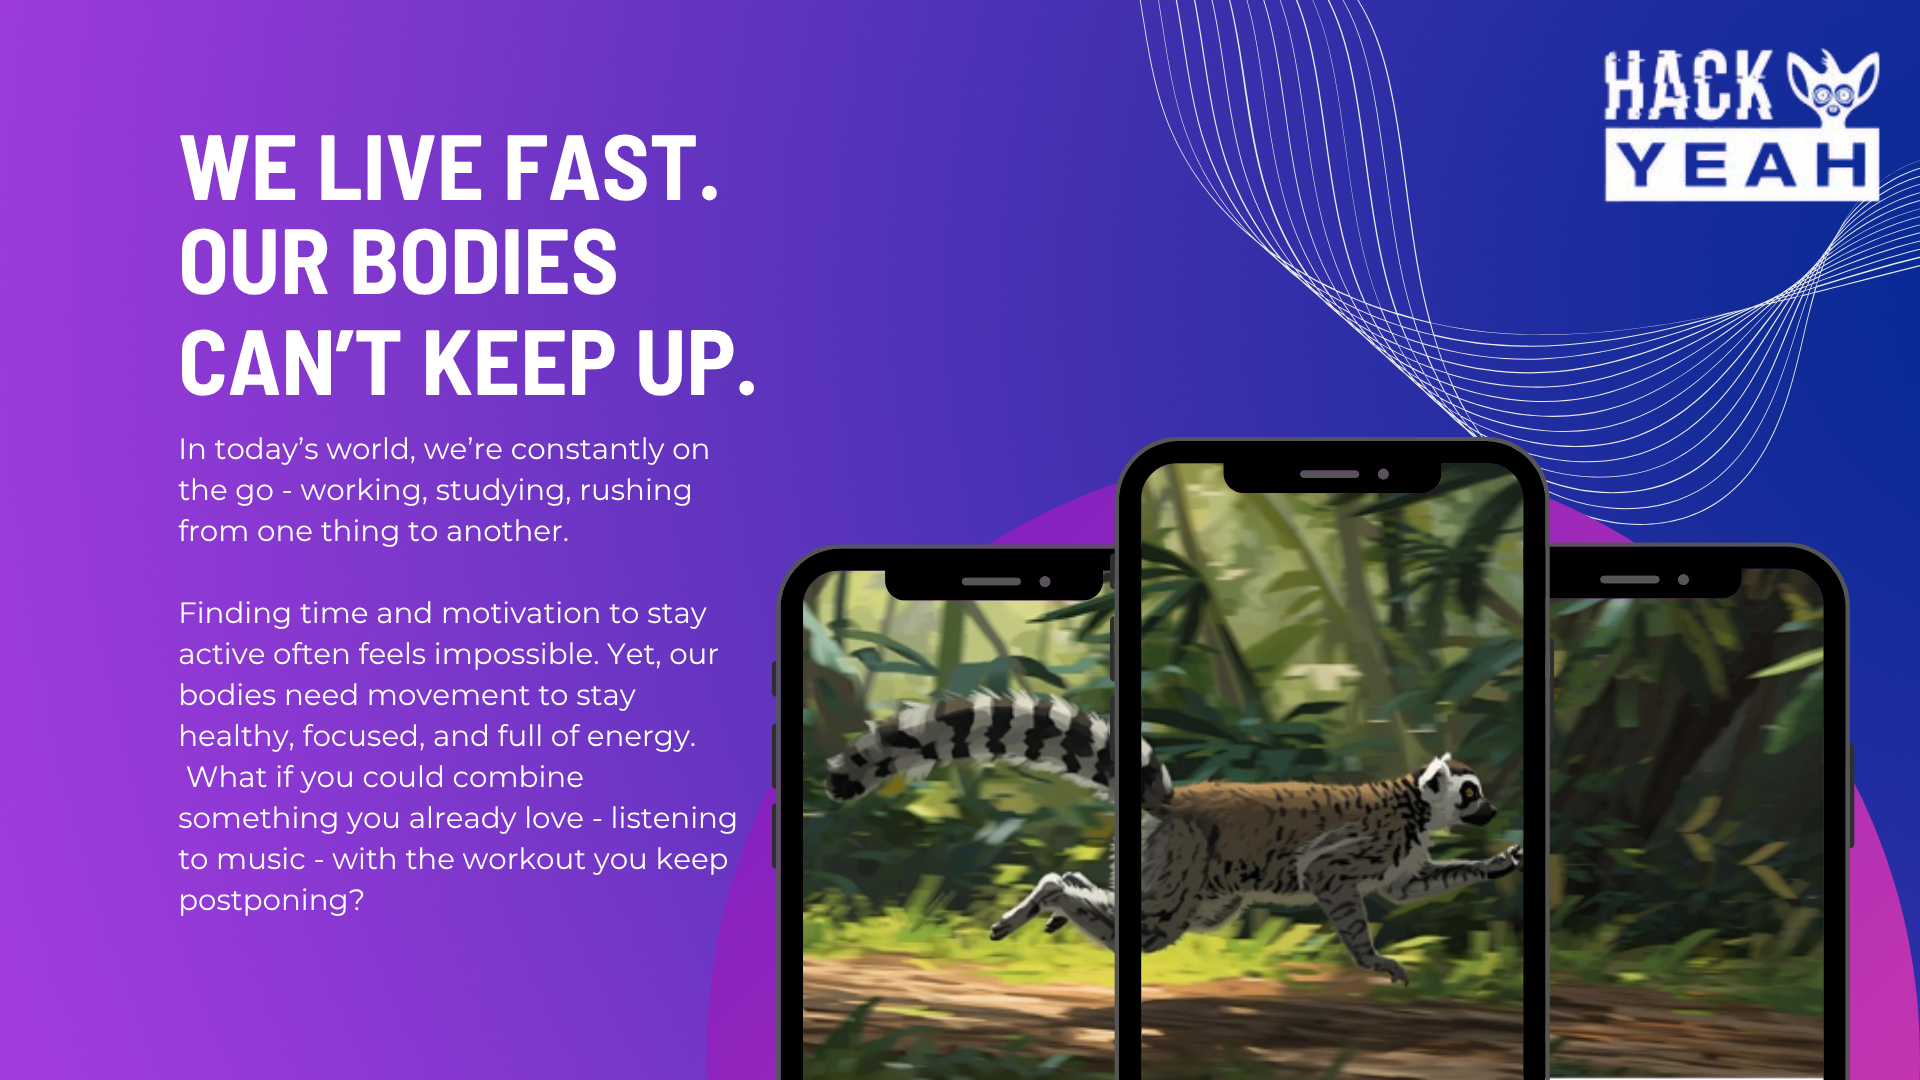 HACK
YEAH
WE LIVE FAST.
OUR BODIES
CAN'T KEEP UP.
In today's world, we're constantly on
the go - working, studying, rushing
from one thing to another.
Finding time and motivation to stay
active often feels impossible. Yet, our
bodies need movement to stay
healthy, focused, and full of energy.
What if you could combine
something you already love - listening
to music - with the workout you keep
postponing?